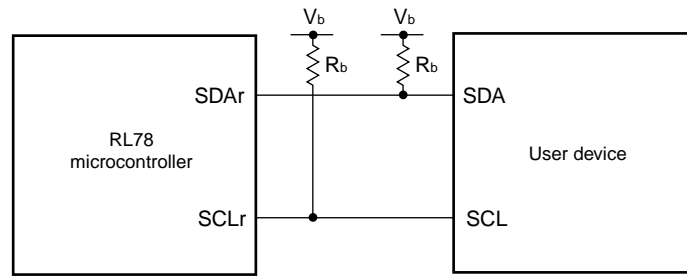 Vb Vb
Rb Rb
SDAr SDA
RL78
microcontroller
User device
SCLr SCL